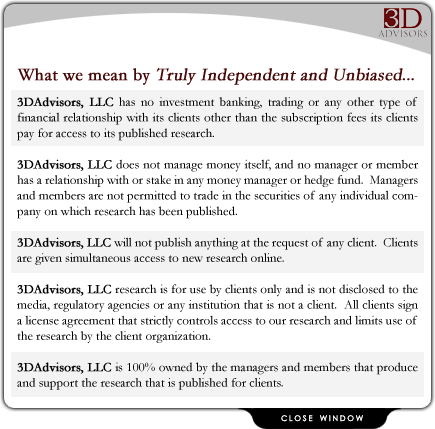 3D
ADVISORS
What we mean by Truly Independent and Unbiased...
3DAdvisors, LLC has no investment banking, trading or any other type of
financial relationship with its clients other than the subscription fees its clients
pay for access to its published research.
3DAdvisors, LLC does not manage money itself, and no manager or member
has a relationship with or stake in any money manager or hedge fund. Managers
and members are not permitted to trade in the securities of any individual com-
pany on which research has been published.
3DAdvisors, LLC will not publish anything at the request of any client. Clients
are given simultaneous access to new research online.
3DAdvisors, LLC research is for use by clients only and is not disclosed to the
media, regulatory agencies or any institution that is not a client. All clients sign
a license agreement that strictly controls access to our research and limits use of
the research by the client organization.
3DAdvisors, LLC is 100% owned by the managers and members that produce
and support the research that is published for clients.
CLOSE WINDOW